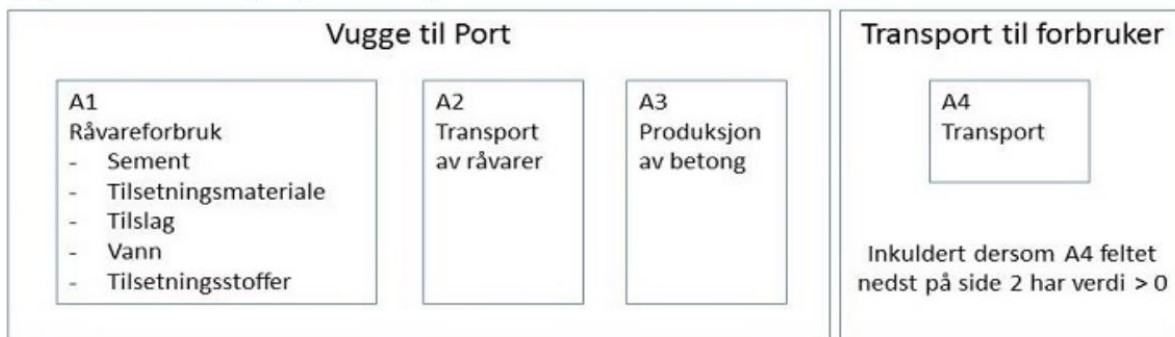 Vugge til Port
A1
Råvareforbruk
- Sement
- Tilsetningsmateriale
- Tilslag
- Vann
- Tilsetningsstoffer
A2
Transport
av råvarer
A3
Produksjon
av betong
Transport til forbruker
A4
Transport
Inkuldert dersom A4 feltet
nedst på side 2 har verdi > 0